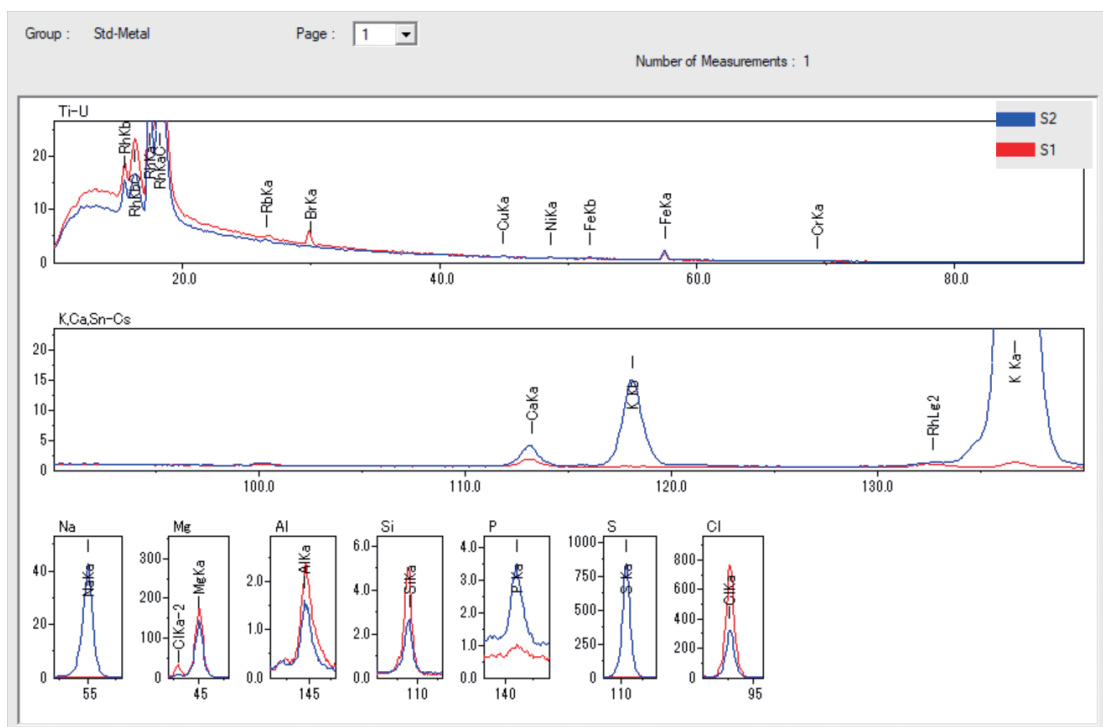 Group : Std-Metal Page : 1
Number of Measurements : 1
Ti-U
S2
S1
20
10
0
RhKb
RhKbC
RhKa
RhKaC
RbKa
BrKa
CuKa
NiKa
FeKb
FeKa
CrKa
20.0 40.0 60.0 80.0
K,Ca,Sn-Cs
20
15
10
5
0
CaKa
K Kb
RhLg2
K Ka
100.0 110.0 120.0 130.0
Na Mg Al Si P S Cl
40
20
0
NaKa
55
300
200
100
0
ClKa-2
MgKa
45
2.0
1.0
0.0
AlKa
145
6.0
4.0
2.0
0.0
SiKa
110
4.0
3.0
2.0
1.0
0.0
P Ka
140
1000
750
500
250
0
S Ka
110
800
600
400
200
0
ClKa
95